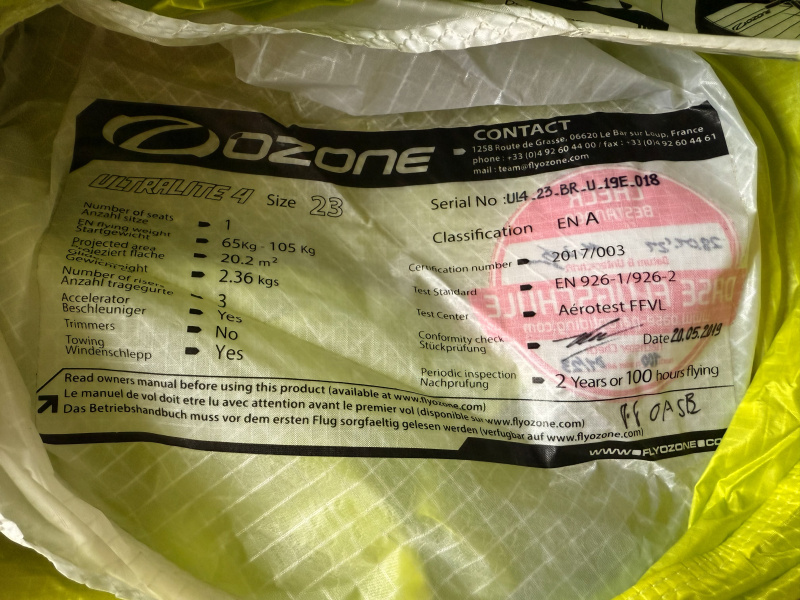 OZONE
CONTACT
1258 Route de Grasse, 06620 Le Bar sur Loup, France
phone : +33 (0)4 92 60 44 00 / fax : +33 (0)4 92 60 44 61
mail : team@flyozone.com
ULTRALITE 4 Size 23
Serial No :UL4_23_BR_U_19E_018
Classification EN A
Number of seats
Anzahl sitze
1
EN flying weight
Startgewicht
65Kg - 105 Kg
Projected area
projeziert fläche
20.2 m²
Gewicht/weight
2.36 kgs
Number of risers
Anzahl tragegurte
3
Accelerator
Beschleuniger
Yes
Trimmers
No
Towing
Windenschlepp
Yes
Certification number 2017/003
Test Standard EN 926-1/926-2
Test Center Aérotest FFVL
Conformity check
Stückprüfung
Date 20.05.2019
Periodic inspection
Nachprüfung
2 Years or 100 hours flying
Read owners manual before using this product (available at www.flyozone.com)
Le manuel de vol doit etre lu avec attention avant le premier vol (disponible sur www.flyozone.com)
Das Betriebshandbuch muss vor dem ersten Flug sorgfaeltig gelesen werden (verfugbar auf www.flyozone.com)
WWW.FLYOZONE.CO
CHECK
OZONE